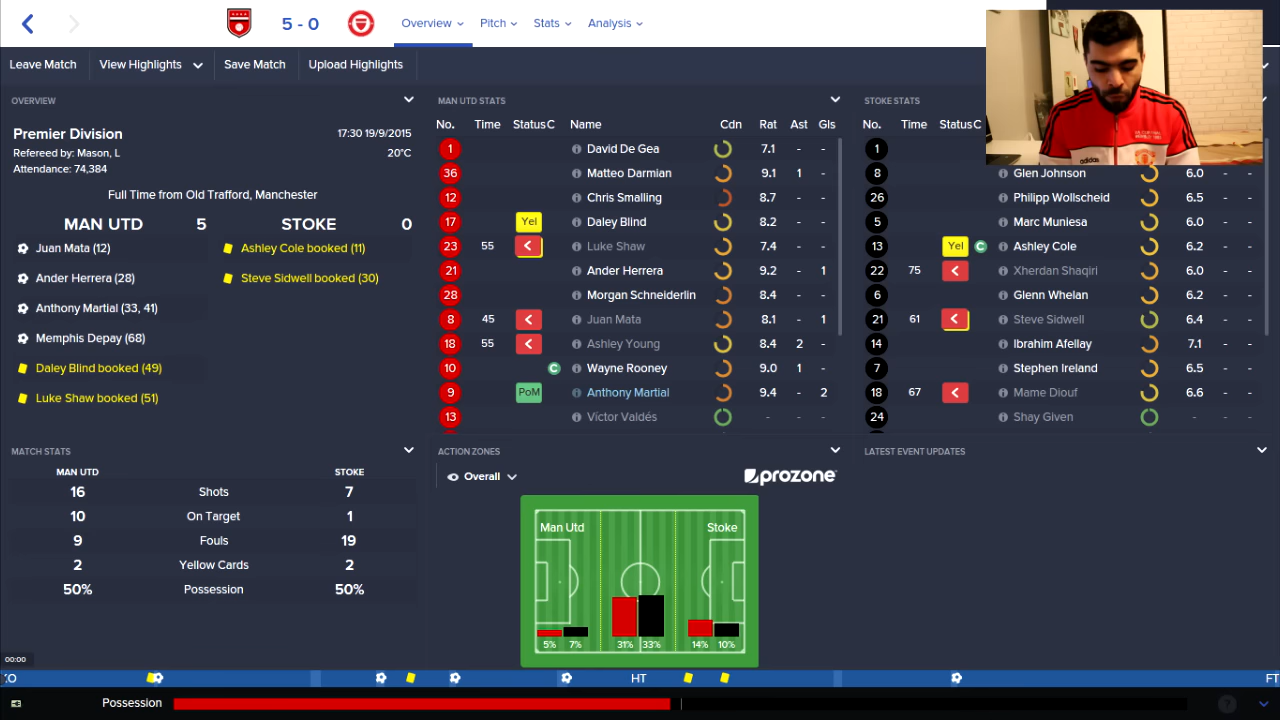 5 - 0 Overview Pitch Stats Analysis
Leave Match View Highlights Save Match Upload Highlights
OVERVIEW
Premier Division 17:30 19/9/2015
Refereed by: Mason, L 20°C
Attendance: 74,384
Full Time from Old Trafford, Manchester
MAN UTD 5 STOKE 0
Juan Mata (12) Ashley Cole booked (11)
Ander Herrera (28) Steve Sidwell booked (30)
Anthony Martial (33, 41)
Memphis Depay (68)
Daley Blind booked (49)
Luke Shaw booked (51)
MAN UTD STATS
No. Time Status C Name Cdn Rat Ast Gls
1 David De Gea 7.1 - -
36 Matteo Darmian 9.1 1 -
12 Chris Smalling 8.7 - -
17 Yel Daley Blind 8.2 - -
23 55 Luke Shaw 7.4 - -
21 Ander Herrera 9.2 - 1
28 Morgan Schneiderlin 8.4 - -
8 45 Juan Mata 8.1 - 1
18 55 Ashley Young 8.4 2 -
10 C Wayne Rooney 9.0 1 -
9 PoM Anthony Martial 9.4 - 2
13 Víctor Valdés - - -
STOKE STATS
No. Time Status C
1
8 Glen Johnson 6.0 - -
26 Philipp Wollscheid 6.5 - -
5 Marc Muniesa 6.0 - -
13 Yel C Ashley Cole 6.2 - -
22 75 Xherdan Shaqiri 6.0 - -
6 Glenn Whelan 6.2 - -
21 61 Steve Sidwell 6.4 - -
14 Ibrahim Afellay 7.1 - -
7 Stephen Ireland 6.5 - -
18 67 Mame Diouf 6.6 - -
24 Shay Given - - -
MATCH STATS
MAN UTD STOKE
16 Shots 7
10 On Target 1
9 Fouls 19
2 Yellow Cards 2
50% Possession 50%
ACTION ZONES
Overall prozone
Man Utd Stoke
5% 7% 31% 33% 14% 10%
LATEST EVENT UPDATES
00:00
HT FT
Possession
adidas